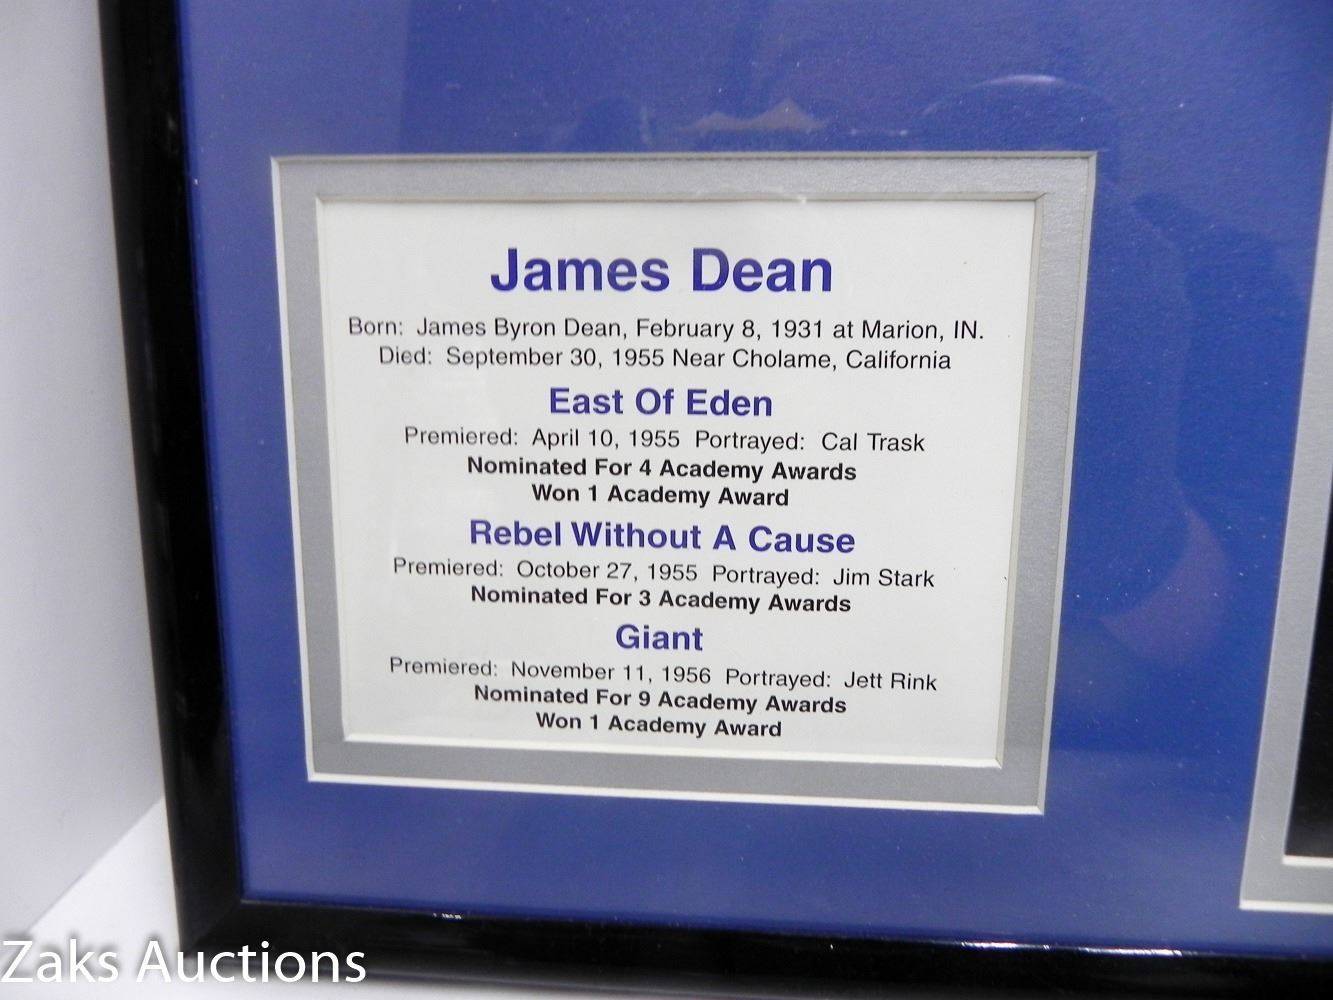 James Dean
Born: James Byron Dean, February 8, 1931 at Marion, IN.
Died: September 30, 1955 Near Cholame, California
East Of Eden
Premiered: April 10, 1955 Portrayed: Cal Trask
Nominated For 4 Academy Awards
Won 1 Academy Award
Rebel Without A Cause
Premiered: October 27, 1955 Portrayed: Jim Stark
Nominated For 3 Academy Awards
Giant
Premiered: November 11, 1956 Portrayed: Jett Rink
Nominated For 9 Academy Awards
Won 1 Academy Award
Zaks Auctions